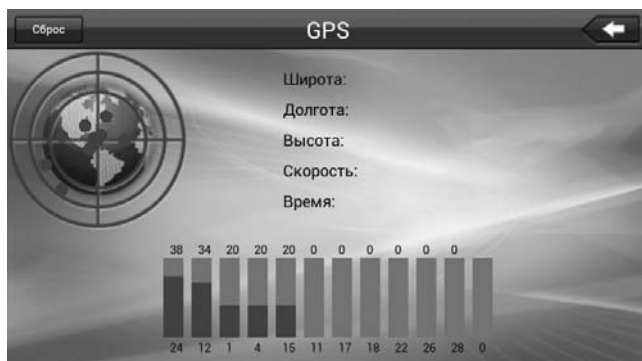 Сброс GPS
Широта:
Долгота:
Высота:
Скорость:
Время:
38 34 20 20 20 0 0 0 0 0 0
24 12 1 4 15 11 17 18 22 26 28 0